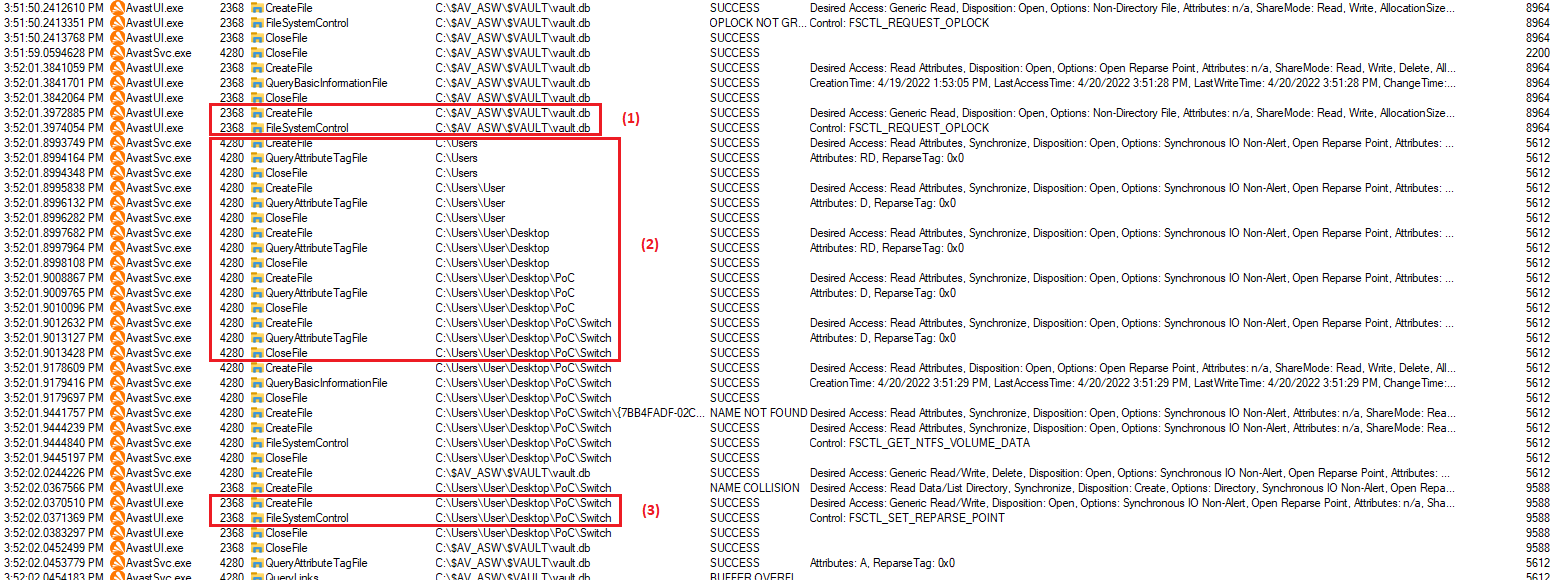 3:51:50.2412610 PM AvastUI.exe 2368 CreateFile C:\$AV_ASW\$VAULT\vault.db SUCCESS Desired Access: Generic Read, Disposition: Open, Options: Non-Directory File, Attributes: n/a, ShareMode: Read, Write, AllocationSize... 8964
3:51:50.2413351 PM AvastUI.exe 2368 FileSystemControl C:\$AV_ASW\$VAULT\vault.db OPLOCK NOT GR... Control: FSCTL_REQUEST_OPLOCK 8964
3:51:50.2413768 PM AvastUI.exe 2368 CloseFile C:\$AV_ASW\$VAULT\vault.db SUCCESS 8964
3:51:59.0594628 PM AvastSvc.exe 4280 CloseFile C:\$AV_ASW\$VAULT\vault.db SUCCESS 2200
3:52:01.3841059 PM AvastUI.exe 2368 CreateFile C:\$AV_ASW\$VAULT\vault.db SUCCESS Desired Access: Read Attributes, Disposition: Open, Options: Open Reparse Point, Attributes: n/a, ShareMode: Read, Write, Delete, All... 8964
3:52:01.3841701 PM AvastUI.exe 2368 QueryBasicInformationFile C:\$AV_ASW\$VAULT\vault.db SUCCESS CreationTime: 4/19/2022 1:53:05 PM, LastAccessTime: 4/20/2022 3:51:28 PM, LastWriteTime: 4/20/2022 3:51:28 PM, ChangeTime:... 8964
3:52:01.3842064 PM AvastUI.exe 2368 CloseFile C:\$AV_ASW\$VAULT\vault.db SUCCESS 8964
3:52:01.3972885 PM AvastUI.exe 2368 CreateFile C:\$AV_ASW\$VAULT\vault.db SUCCESS Desired Access: Generic Read, Disposition: Open, Options: Non-Directory File, Attributes: n/a, ShareMode: Read, Write, AllocationSize... 8964
(1)
3:52:01.3974054 PM AvastUI.exe 2368 FileSystemControl C:\$AV_ASW\$VAULT\vault.db SUCCESS Control: FSCTL_REQUEST_OPLOCK 8964
3:52:01.8993749 PM AvastSvc.exe 4280 CreateFile C:\Users SUCCESS Desired Access: Read Attributes, Synchronize, Disposition: Open, Options: Synchronous IO Non-Alert, Open Reparse Point, Attributes: ... 5612
3:52:01.8994164 PM AvastSvc.exe 4280 QueryAttributeTagFile C:\Users SUCCESS Attributes: RD, ReparseTag: 0x0 5612
3:52:01.8994348 PM AvastSvc.exe 4280 CloseFile C:\Users SUCCESS 5612
3:52:01.8995838 PM AvastSvc.exe 4280 CreateFile C:\Users\User SUCCESS Desired Access: Read Attributes, Synchronize, Disposition: Open, Options: Synchronous IO Non-Alert, Open Reparse Point, Attributes: ... 5612
3:52:01.8996132 PM AvastSvc.exe 4280 QueryAttributeTagFile C:\Users\User SUCCESS Attributes: D, ReparseTag: 0x0 5612
3:52:01.8996282 PM AvastSvc.exe 4280 CloseFile C:\Users\User SUCCESS 5612
3:52:01.8997682 PM AvastSvc.exe 4280 CreateFile C:\Users\User\Desktop SUCCESS Desired Access: Read Attributes, Synchronize, Disposition: Open, Options: Synchronous IO Non-Alert, Open Reparse Point, Attributes: ... 5612
(2)
3:52:01.8997964 PM AvastSvc.exe 4280 QueryAttributeTagFile C:\Users\User\Desktop SUCCESS Attributes: RD, ReparseTag: 0x0 5612
3:52:01.8998108 PM AvastSvc.exe 4280 CloseFile C:\Users\User\Desktop SUCCESS 5612
3:52:01.9008867 PM AvastSvc.exe 4280 CreateFile C:\Users\User\Desktop\PoC SUCCESS Desired Access: Read Attributes, Synchronize, Disposition: Open, Options: Synchronous IO Non-Alert, Open Reparse Point, Attributes: ... 5612
3:52:01.9009765 PM AvastSvc.exe 4280 QueryAttributeTagFile C:\Users\User\Desktop\PoC SUCCESS Attributes: D, ReparseTag: 0x0 5612
3:52:01.9010096 PM AvastSvc.exe 4280 CloseFile C:\Users\User\Desktop\PoC SUCCESS 5612
3:52:01.9012632 PM AvastSvc.exe 4280 CreateFile C:\Users\User\Desktop\PoC\Switch SUCCESS Desired Access: Read Attributes, Synchronize, Disposition: Open, Options: Synchronous IO Non-Alert, Open Reparse Point, Attributes: ... 5612
3:52:01.9013127 PM AvastSvc.exe 4280 QueryAttributeTagFile C:\Users\User\Desktop\PoC\Switch SUCCESS Attributes: D, ReparseTag: 0x0 5612
3:52:01.9013428 PM AvastSvc.exe 4280 CloseFile C:\Users\User\Desktop\PoC\Switch SUCCESS 5612
3:52:01.9178609 PM AvastSvc.exe 4280 CreateFile C:\Users\User\Desktop\PoC\Switch SUCCESS Desired Access: Read Attributes, Disposition: Open, Options: Open Reparse Point, Attributes: n/a, ShareMode: Read, Write, Delete, All... 5612
3:52:01.9179416 PM AvastSvc.exe 4280 QueryBasicInformationFile C:\Users\User\Desktop\PoC\Switch SUCCESS CreationTime: 4/20/2022 3:51:29 PM, LastAccessTime: 4/20/2022 3:51:29 PM, LastWriteTime: 4/20/2022 3:51:29 PM, ChangeTime:... 5612
3:52:01.9179697 PM AvastSvc.exe 4280 CloseFile C:\Users\User\Desktop\PoC\Switch SUCCESS 5612
3:52:01.9441757 PM AvastSvc.exe 4280 CreateFile C:\Users\User\Desktop\PoC\Switch\{7BB4FADF-02C... NAME NOT FOUND Desired Access: Read Attributes, Synchronize, Disposition: Open, Options: Synchronous IO Non-Alert, Attributes: n/a, ShareMode: Rea... 5612
3:52:01.9444239 PM AvastSvc.exe 4280 CreateFile C:\Users\User\Desktop\PoC\Switch SUCCESS Desired Access: Read Attributes, Synchronize, Disposition: Open, Options: Synchronous IO Non-Alert, Attributes: n/a, ShareMode: Rea... 5612
3:52:01.9444840 PM AvastSvc.exe 4280 FileSystemControl C:\Users\User\Desktop\PoC\Switch SUCCESS Control: FSCTL_GET_NTFS_VOLUME_DATA 5612
3:52:01.9445197 PM AvastSvc.exe 4280 CloseFile C:\Users\User\Desktop\PoC\Switch SUCCESS 5612
3:52:02.0244226 PM AvastSvc.exe 4280 CreateFile C:\$AV_ASW\$VAULT\vault.db SUCCESS Desired Access: Generic Read/Write, Delete, Disposition: Open, Options: Synchronous IO Non-Alert, Open Reparse Point, Attributes: ... 5612
3:52:02.0367566 PM AvastUI.exe 2368 CreateFile C:\Users\User\Desktop\PoC\Switch NAME COLLISION Desired Access: Read Data/List Directory, Synchronize, Disposition: Create, Options: Directory, Synchronous IO Non-Alert, Open Repa... 9588
3:52:02.0370510 PM AvastUI.exe 2368 CreateFile C:\Users\User\Desktop\PoC\Switch SUCCESS Desired Access: Generic Read/Write, Disposition: Open, Options: Synchronous IO Non-Alert, Open Reparse Point, Attributes: n/a, Sha... 9588
(3)
3:52:02.0371369 PM AvastUI.exe 2368 FileSystemControl C:\Users\User\Desktop\PoC\Switch SUCCESS Control: FSCTL_SET_REPARSE_POINT 9588
3:52:02.0383297 PM AvastUI.exe 2368 CloseFile C:\Users\User\Desktop\PoC\Switch SUCCESS 9588
3:52:02.0452499 PM AvastUI.exe 2368 CloseFile C:\$AV_ASW\$VAULT\vault.db SUCCESS 9588
3:52:02.0453779 PM AvastSvc.exe 4280 QueryAttributeTagFile C:\$AV_ASW\$VAULT\vault.db SUCCESS Attributes: A, ReparseTag: 0x0 5612
3:52:02.0454183 PM AvastSvc.exe 4280 QueryLinks C:\$AV_ASW\$VAULT\vault.db BUFFER OVERFL... 5612